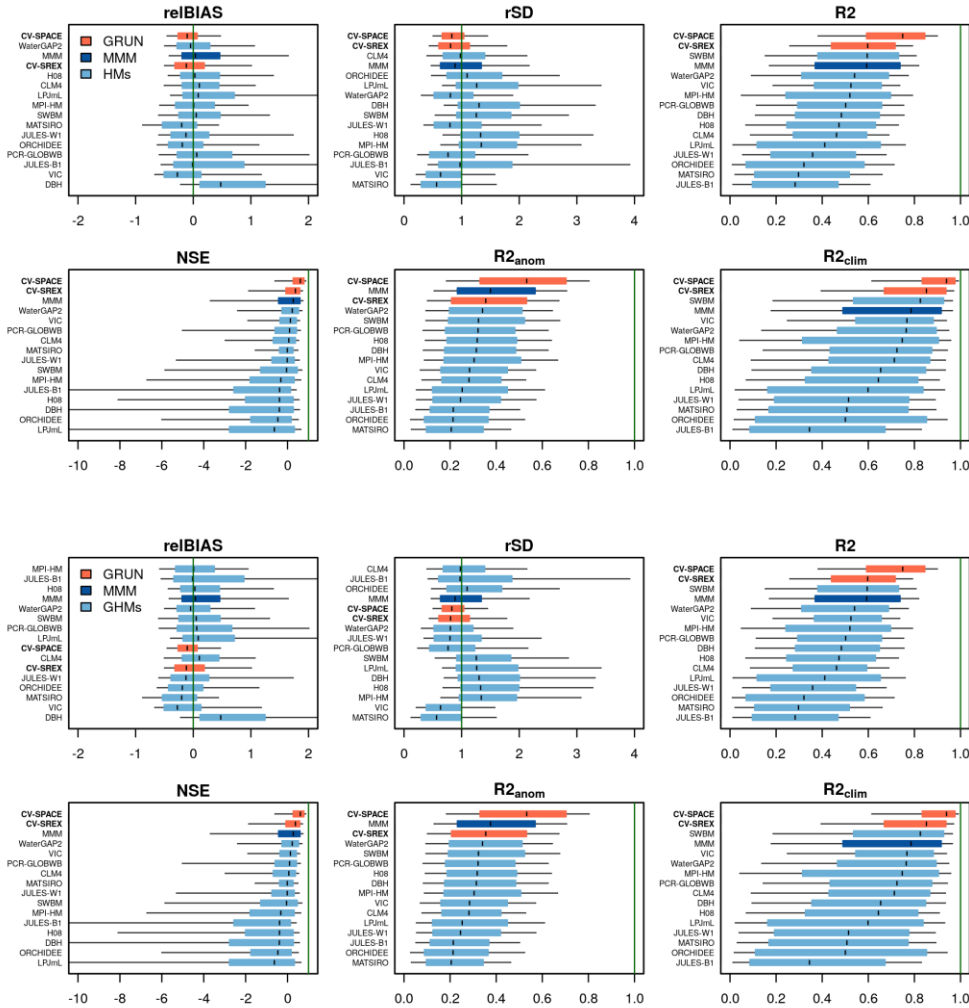 relBIAS
CV-SPACE
WaterGAP2
MMM
CV-SREX
H08
CLM4
LPJmL
MPI-HM
SWBM
MATSIRO
JULES-W1
ORCHIDEE
PCR-GLOBWB
JULES-B1
VIC
DBH
GRUN
MMM
HMs
-2 -1 0 1 2
rSD
CV-SPACE
CV-SREX
CLM4
MMM
ORCHIDEE
LPJmL
WaterGAP2
DBH
SWBM
JULES-W1
H08
MPI-HM
PCR-GLOBWB
JULES-B1
VIC
MATSIRO
0 1 2 3 4
R2
CV-SPACE
CV-SREX
SWBM
MMM
WaterGAP2
VIC
MPI-HM
PCR-GLOBWB
DBH
H08
CLM4
LPJmL
JULES-W1
ORCHIDEE
MATSIRO
JULES-B1
0.0 0.2 0.4 0.6 0.8 1.0
NSE
CV-SPACE
CV-SREX
MMM
WaterGAP2
VIC
PCR-GLOBWB
CLM4
MATSIRO
JULES-W1
SWBM
MPI-HM
JULES-B1
H08
DBH
ORCHIDEE
LPJmL
-10 -8 -6 -4 -2 0
R2anom
CV-SPACE
MMM
CV-SREX
WaterGAP2
SWBM
PCR-GLOBWB
H08
DBH
MPI-HM
VIC
CLM4
LPJmL
JULES-W1
JULES-B1
ORCHIDEE
MATSIRO
0.0 0.2 0.4 0.6 0.8 1.0
R2clim
CV-SPACE
CV-SREX
SWBM
MMM
VIC
WaterGAP2
MPI-HM
PCR-GLOBWB
CLM4
DBH
H08
LPJmL
JULES-W1
MATSIRO
ORCHIDEE
JULES-B1
0.0 0.2 0.4 0.6 0.8 1.0
relBIAS
MPI-HM
JULES-B1
H08
MMM
WaterGAP2
SWBM
PCR-GLOBWB
LPJmL
CV-SPACE
CLM4
CV-SREX
JULES-W1
ORCHIDEE
MATSIRO
VIC
DBH
GRUN
MMM
GHMs
-2 -1 0 1 2
rSD
CLM4
JULES-B1
ORCHIDEE
MMM
CV-SPACE
CV-SREX
WaterGAP2
JULES-W1
PCR-GLOBWB
SWBM
LPJmL
DBH
H08
MPI-HM
VIC
MATSIRO
0 1 2 3 4
R2
CV-SPACE
CV-SREX
SWBM
MMM
WaterGAP2
VIC
MPI-HM
PCR-GLOBWB
DBH
H08
CLM4
LPJmL
JULES-W1
ORCHIDEE
MATSIRO
JULES-B1
0.0 0.2 0.4 0.6 0.8 1.0
NSE
CV-SPACE
CV-SREX
MMM
WaterGAP2
VIC
PCR-GLOBWB
CLM4
MATSIRO
JULES-W1
SWBM
MPI-HM
JULES-B1
H08
DBH
ORCHIDEE
LPJmL
-10 -8 -6 -4 -2 0
R2anom
CV-SPACE
MMM
CV-SREX
WaterGAP2
SWBM
PCR-GLOBWB
H08
DBH
MPI-HM
VIC
CLM4
LPJmL
JULES-W1
JULES-B1
ORCHIDEE
MATSIRO
0.0 0.2 0.4 0.6 0.8 1.0
R2clim
CV-SPACE
CV-SREX
SWBM
MMM
VIC
WaterGAP2
MPI-HM
PCR-GLOBWB
CLM4
DBH
H08
LPJmL
JULES-W1
MATSIRO
ORCHIDEE
JULES-B1
0.0 0.2 0.4 0.6 0.8 1.0